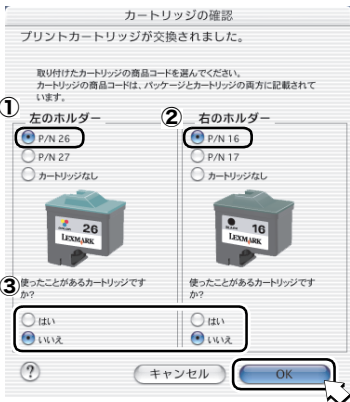 カートリッジの確認
プリントカートリッジが交換されました。
取り付けたカートリッジの商品コードを選んでください。
カートリッジの商品コードは、パッケージとカートリッジの両方に記載されて
います。
① 左のホルダー
P/N 26
P/N 27
カートリッジなし
26
LEXMARK
② 右のホルダー
P/N 16
P/N 17
カートリッジなし
BLACK
16
LEXMARK
③ 使ったことがあるカートリッジです
か?
はい
いいえ
使ったことがあるカートリッジです
か?
はい
いいえ
? キャンセル OK